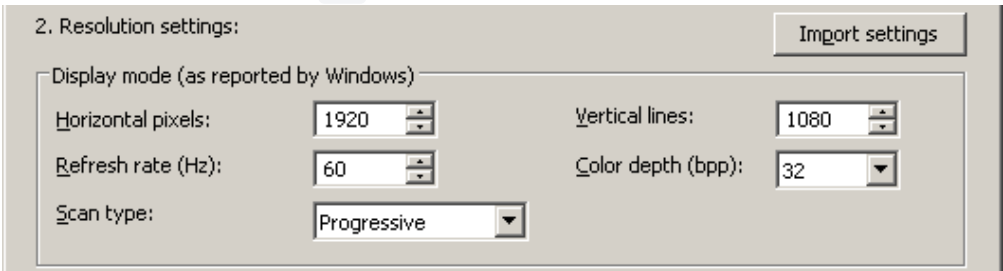 2. Resolution settings:
Import settings
Display mode (as reported by Windows)
Horizontal pixels: 1920 Vertical lines: 1080
Refresh rate (Hz): 60 Color depth (bpp): 32
Scan type: Progressive